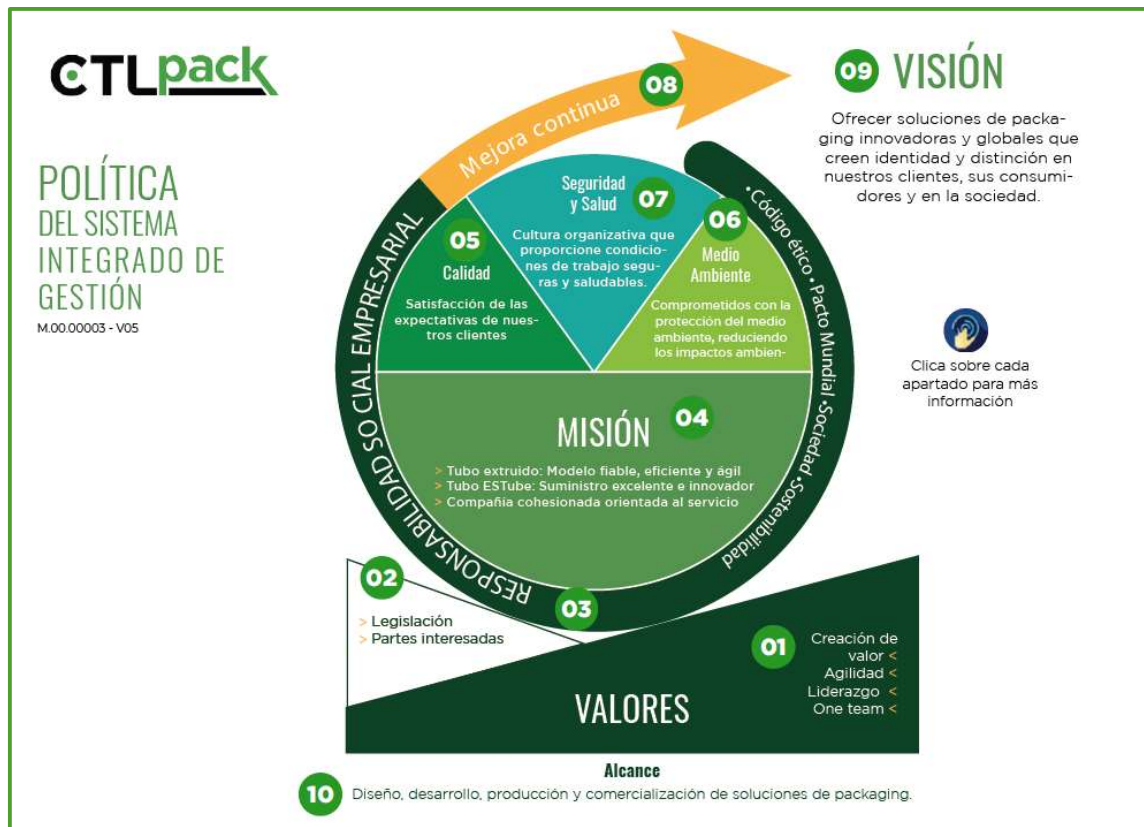 CTLpack
POLÍTICA
DEL SISTEMA
INTEGRADO DE
GESTIÓN
M.00.00003 - V05
Mejora continua
08
09 VISIÓN
Ofrecer soluciones de packa-
ging innovadoras y globales que
creen identidad y distinción en
nuestros clientes, sus consumi-
dores y en la sociedad.
Seguridad
y Salud
07
Cultura organizativa que
proporcione condicio-
nes de trabajo segu-
ras y saludables.
05
Calidad
Satisfacción de las
expectativas de nues-
tros clientes
06
Medio
Ambiente
Comprometidos con la
protección del medio
ambiente, reduciendo
los impactos ambien-
• Código ético • Pacto Mundial •Sociedad •Sostenibilidad
RESPONSABILIDAD SO CIAL EMPRESARIAL
Clica sobre cada
apartado para más
información
MISIÓN 04
> Tubo extruido: Modelo fiable, eficiente y ágil
> Tubo ESTube: Suministro excelente e innovador
> Compañia cohesionada orientada al servicio
02
> Legislación
> Partes interesadas
03
01
Creación de
valor <
Agilidad <
Liderazgo <
One team <
VALORES
Alcance
10 Diseño, desarrollo, producción y comercialización de soluciones de packaging.